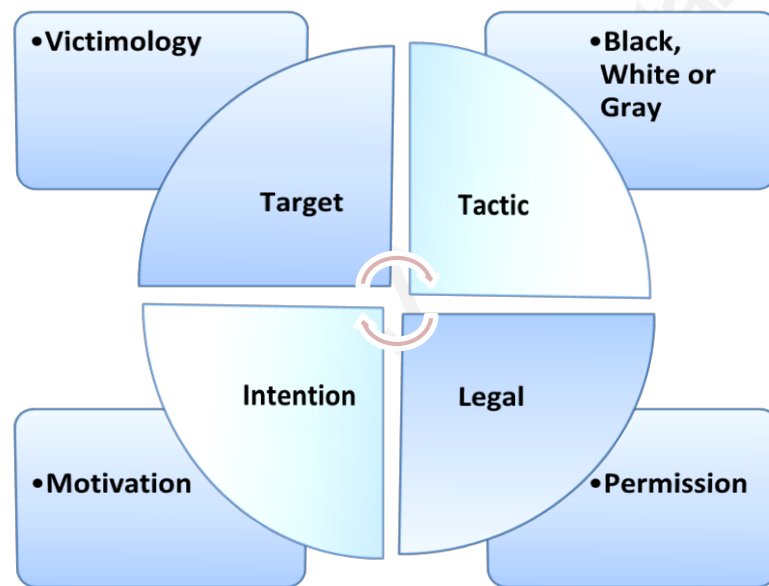 •Victimology
•Black,
White or
Gray
Target
Tactic
Intention
Legal
•Motivation
•Permission